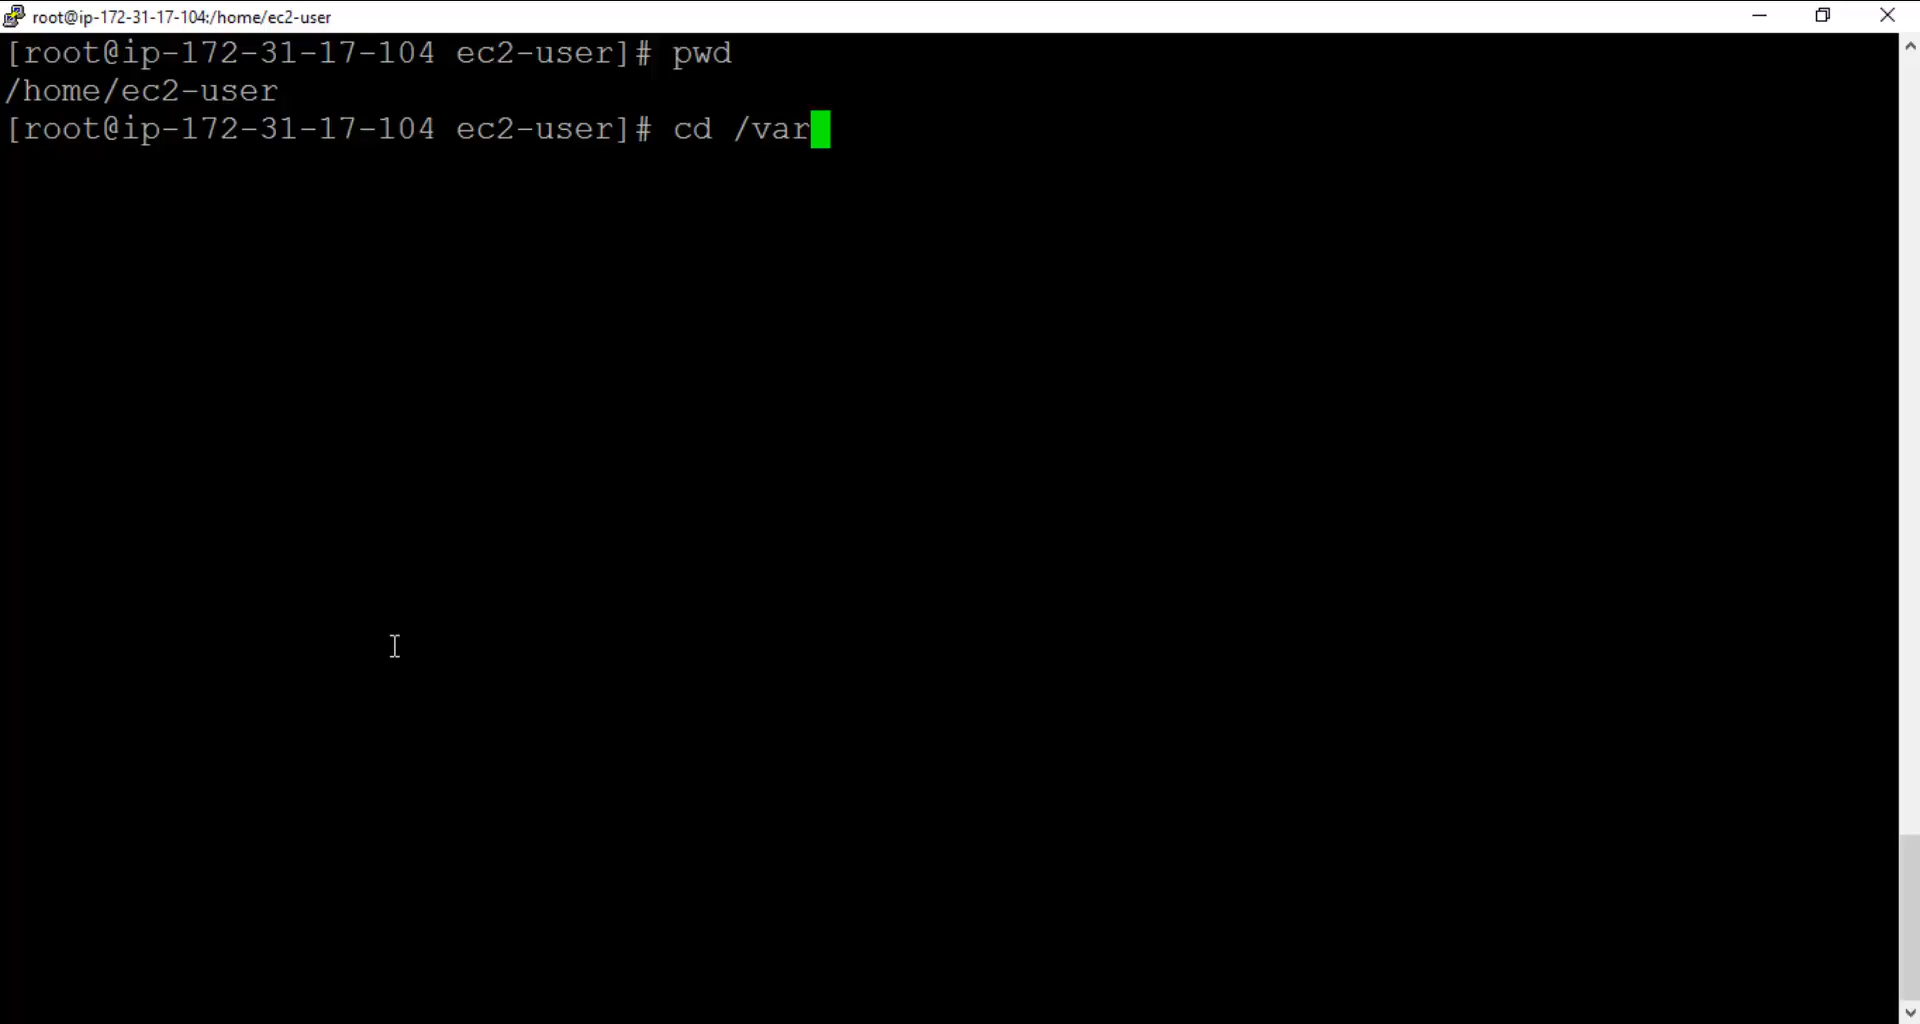 root@ip-172-31-17-104:/home/ec2-user
[root@ip-172-31-17-104 ec2-user]# pwd
/home/ec2-user
[root@ip-172-31-17-104 ec2-user]# cd /var